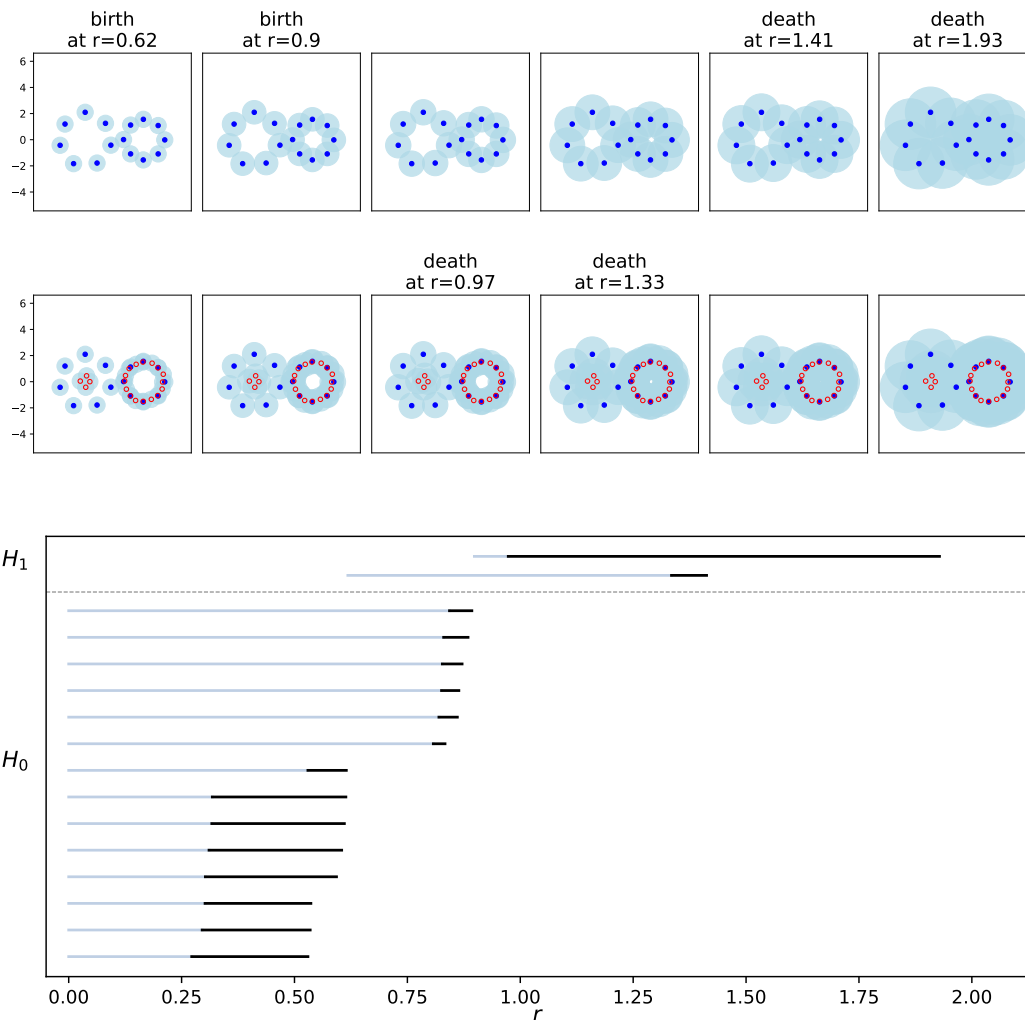 birth
at r=0.62
birth
at r=0.9
death
at r=1.41
death
at r=1.93
6
4
2
0
−2
−4
death
at r=0.97
death
at r=1.33
6
4
2
0
−2
−4
H₁
H₀
0.00 0.25 0.50 0.75 1.00 1.25 1.50 1.75 2.00
r